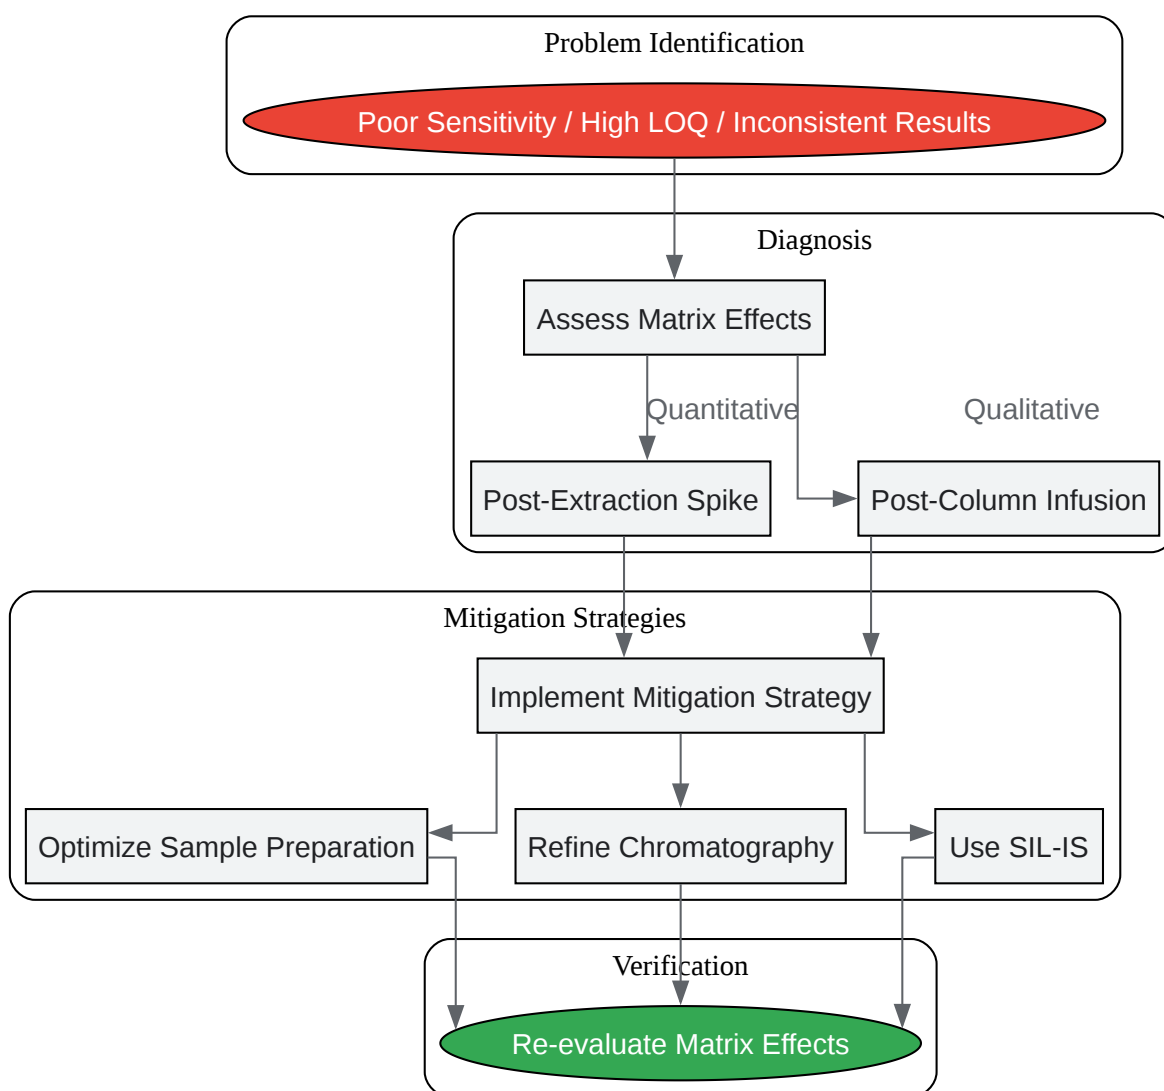 Problem Identification
Poor Sensitivity / High LOQ / Inconsistent Results
Diagnosis
Assess Matrix Effects
Quantitative
Qualitative
Post-Extraction Spike
Post-Column Infusion
Mitigation Strategies
Implement Mitigation Strategy
Optimize Sample Preparation
Refine Chromatography
Use SIL-IS
Verification
Re-evaluate Matrix Effects